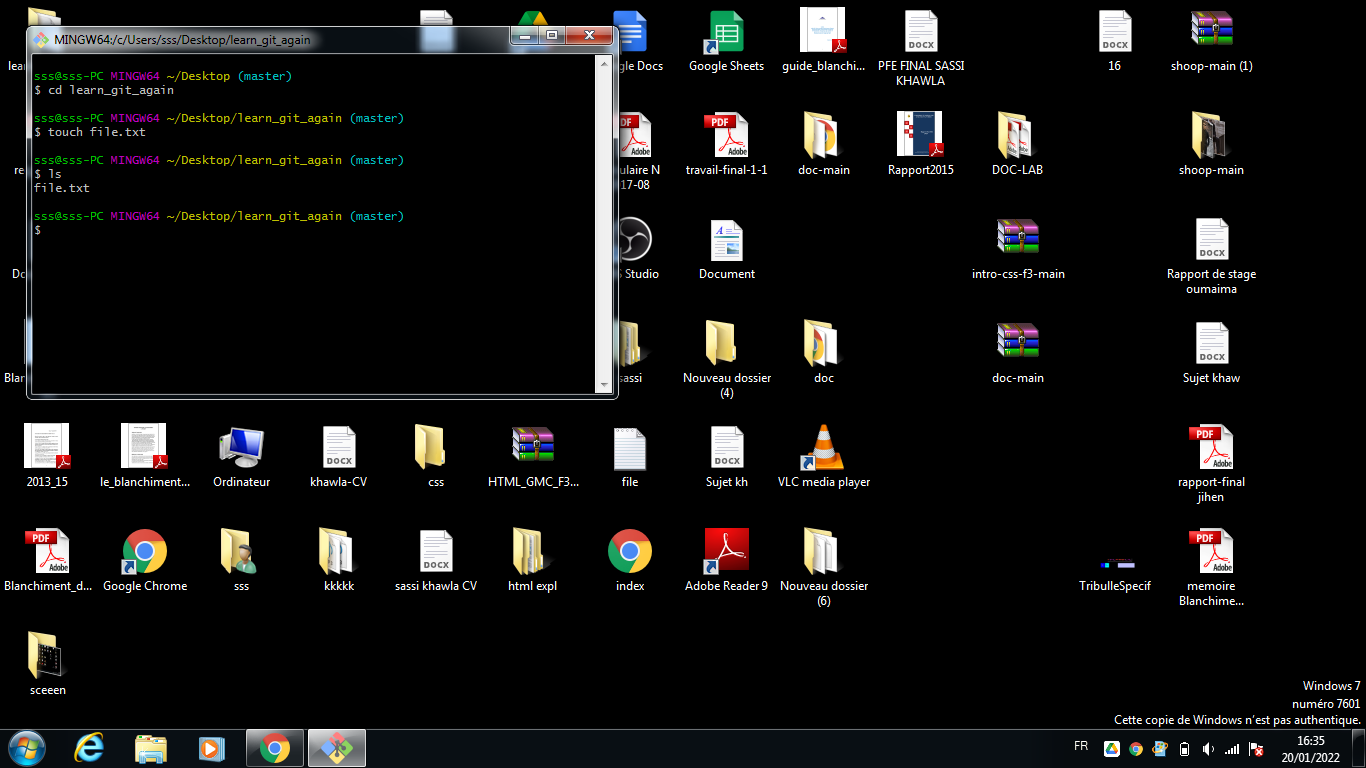 MINGW64:/c/Users/sss/Desktop/learn_git_again
sss@sss-PC MINGW64 ~/Desktop (master)
$ cd learn_git_again
sss@sss-PC MINGW64 ~/Desktop/learn_git_again (master)
$ touch file.txt
sss@sss-PC MINGW64 ~/Desktop/learn_git_again (master)
$ ls
file.txt
sss@sss-PC MINGW64 ~/Desktop/learn_git_again (master)
$
gle Docs
Google Sheets
guide_blanchi...
PFE FINAL SASSI
KHAWLA
16
shoop-main (1)
ulaire N
17-08
travail-final-1-1
doc-main
Rapport2015
DOC-LAB
shoop-main
Studio
Document
intro-css-f3-main
Rapport de stage
oumaima
sassi
Nouveau dossier
(4)
doc
doc-main
Sujet khaw
2013_15
le_blanchiment...
Ordinateur
khawla-CV
css
HTML_GMC_F3...
file
Sujet kh
VLC media player
rapport-final
jihen
Blanchiment_d...
Google Chrome
sss
kkkkk
sassi khawla CV
html expl
index
Adobe Reader 9
Nouveau dossier
(6)
TribulleSpecif
memoire
Blanchime...
sceeen
Windows 7
numéro 7601
Cette copie de Windows n'est pas authentique.
FR
16:35
20/01/2022